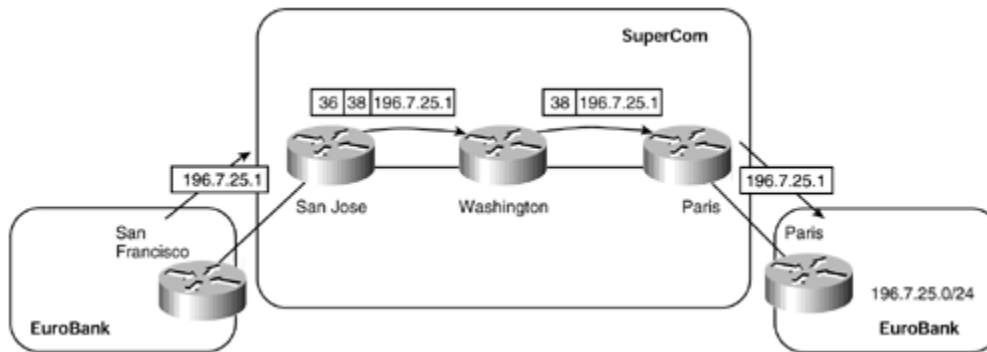 SuperCom
36 38 196.7.25.1
38 196.7.25.1
196.7.25.1
196.7.25.1
San Jose
Washington
Paris
San
Francisco
Paris
196.7.25.0/24
EuroBank
EuroBank